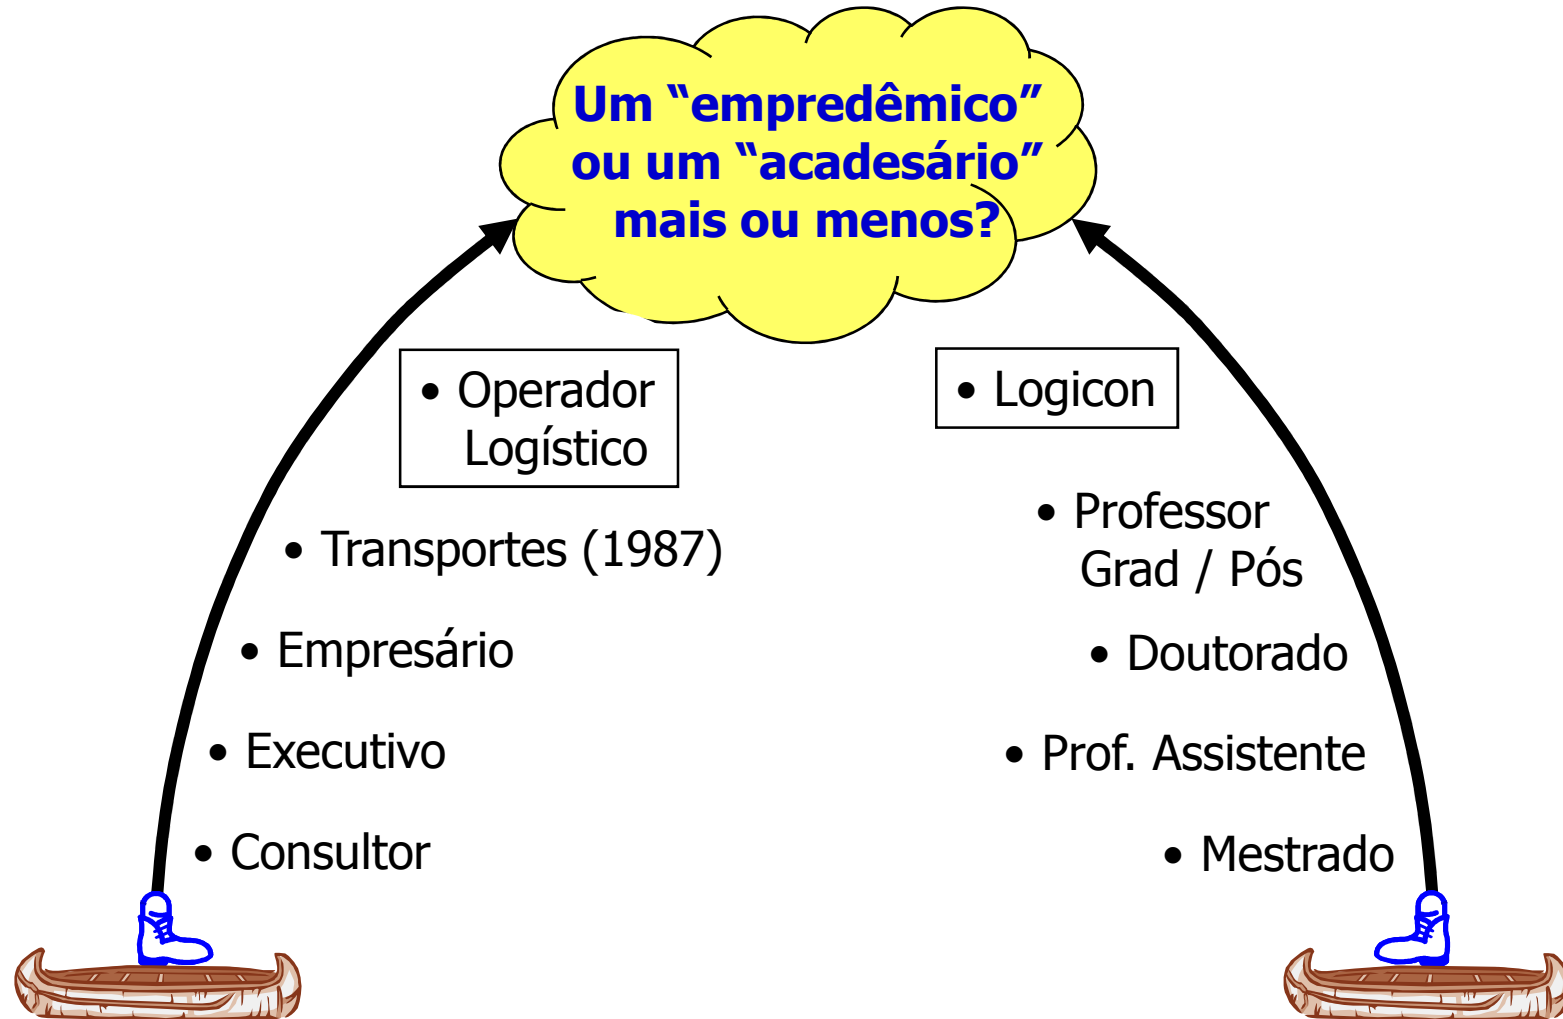 Um “empredêmico”
ou um “acadesário”
mais ou menos?
• Operador
Logístico
• Transportes (1987)
• Empresário
• Executivo
• Consultor
• Logicon
• Professor
Grad / Pós
• Doutorado
• Prof. Assistente
• Mestrado